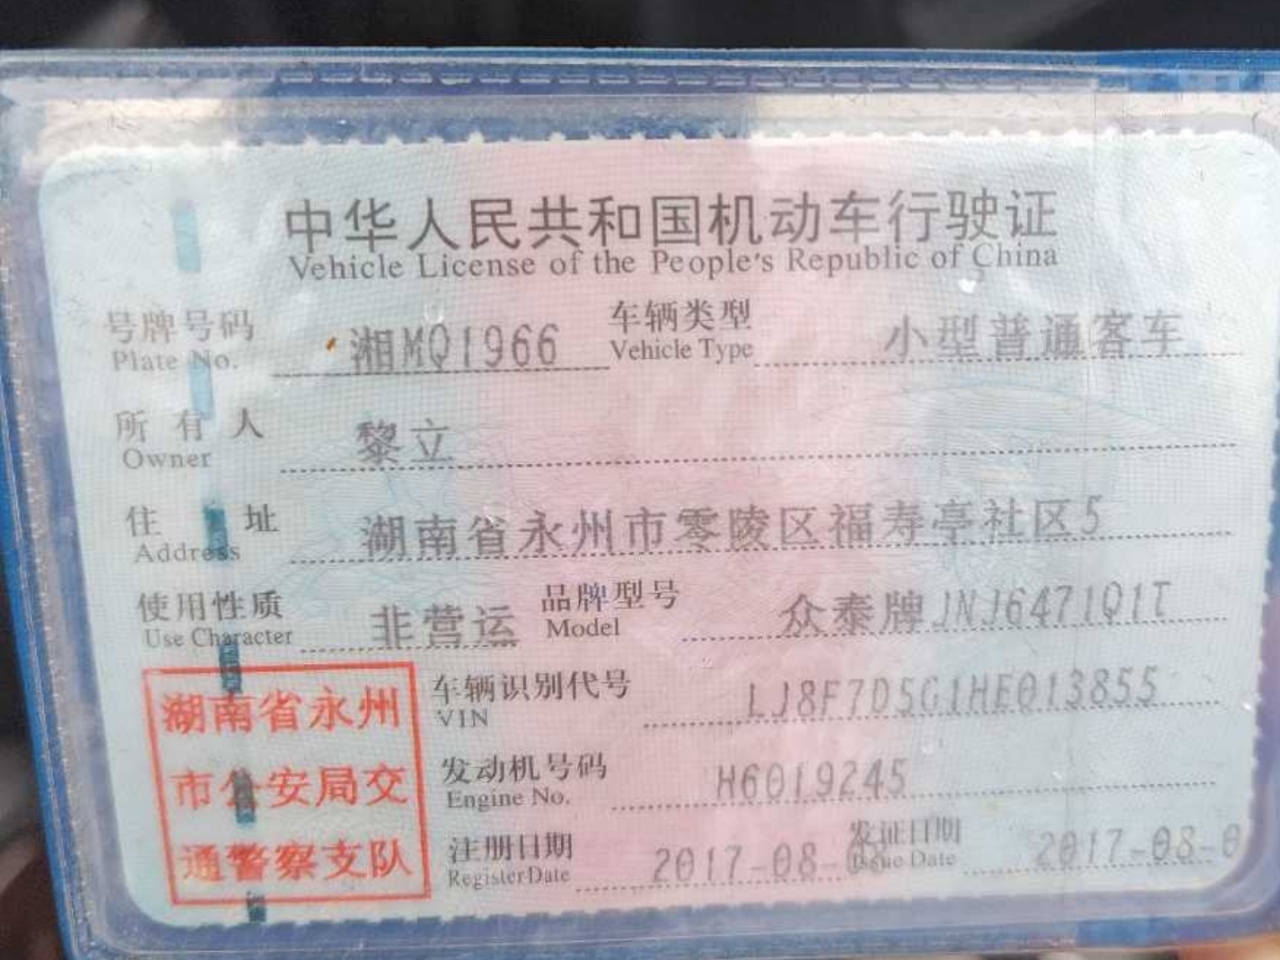 中华人民共和国机动车行驶证
Vehicle License of the People's Republic of China
号牌号码 湘MQ1966 车辆类型 小型普通客车
Plate No. Vehicle Type
所有人 黎立
Owner
住址 湖南省永州市零陵区福寿亭社区5
Address
使用性质 非营运 品牌型号 众泰牌JNJ6471Q1T
Use Character Model
湖南省永州
市公安局交
通警察支队
车辆识别代号 LJ8F7D5G1HE013855
VIN
发动机号码 H6019245
Engine No.
注册日期 2017-08-08 发证日期 2017-08-0
Register Date Issue Date